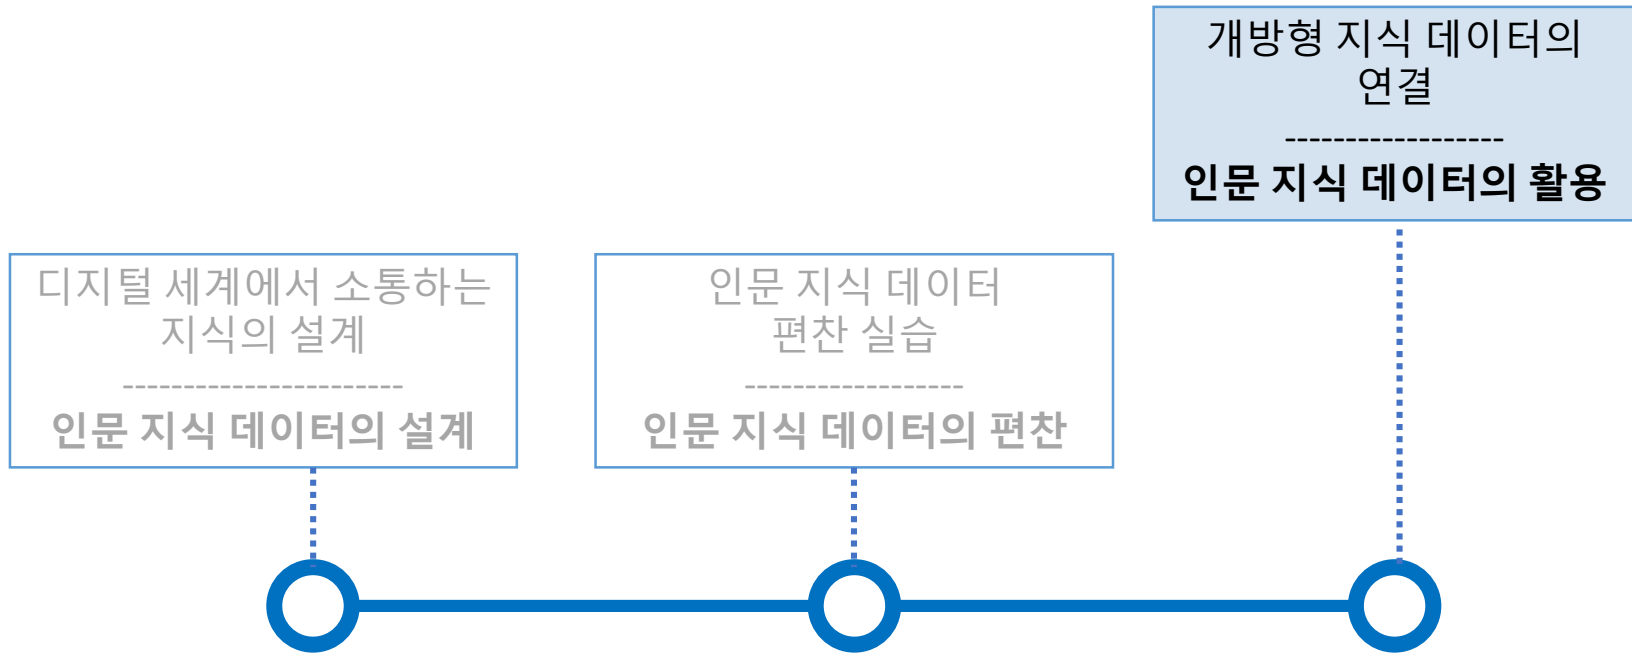 개방형 지식 데이터의
연결
------------------
인문 지식 데이터의 활용
디지털 세계에서 소통하는
지식의 설계
-----------------------
인문 지식 데이터의 설계
인문 지식 데이터
편찬 실습
------------------
인문 지식 데이터의 편찬